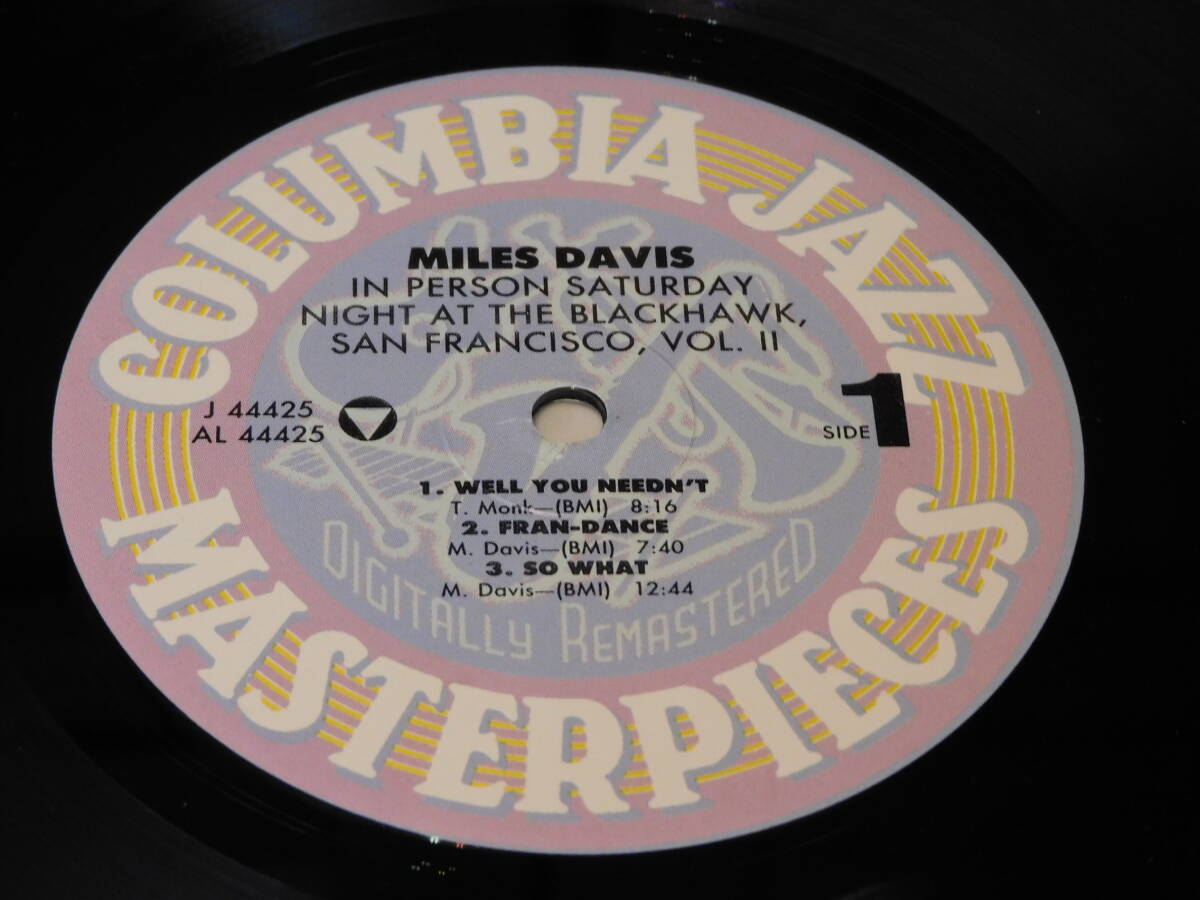 COLUMBIA JAZZ
MILES DAVIS
IN PERSON SATURDAY
NIGHT AT THE BLACKHAWK,
SAN FRANCISCO, VOL. II
J 44425
AL 44425
SIDE 1
1. WELL YOU NEEDN'T
T. Monk—(BMI) 8:16
2. FRAN-DANCE
M. Davis—(BMI) 7:40
3. SO WHAT
M. Davis—(BMI) 12:44
DIGITALLY REMASTERED
MASTERPIECES